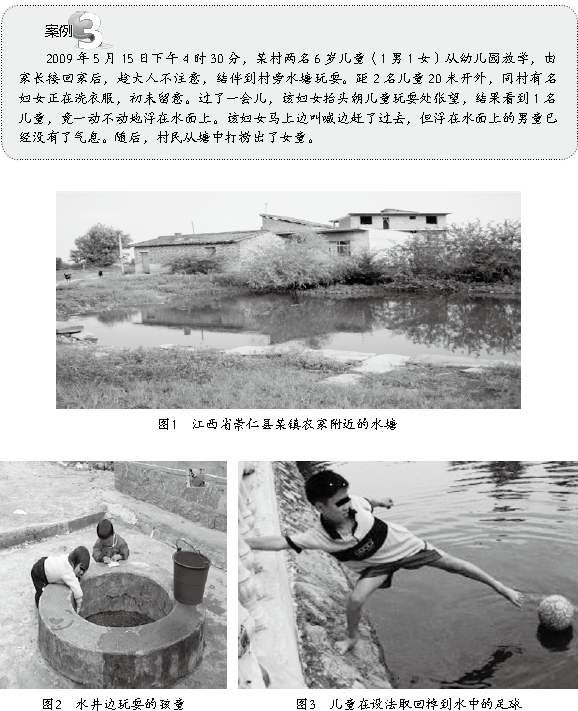 案例3
2009年5月15日下午4时30分，某村两名6岁儿童（1男1女）从幼儿园放学，由
家长接回家后，趁大人不注意，结伴到村旁水塘玩耍。距2名儿童20米开外，同村有名
妇女正在洗衣服，初未留意。过了一会儿，该妇女抬头朝儿童玩耍处张望，结果看到1名
儿童，竟一动不动地浮在水面上。该妇女马上边叫喊边赶了过去，但浮在水面上的男童已
经没有了气息。随后，村民从塘中打捞出了女童。
图1 江西省崇仁县某镇农家附近的水塘
图2 水井边玩耍的孩童
图3 儿童在设法取回掉到水中的足球